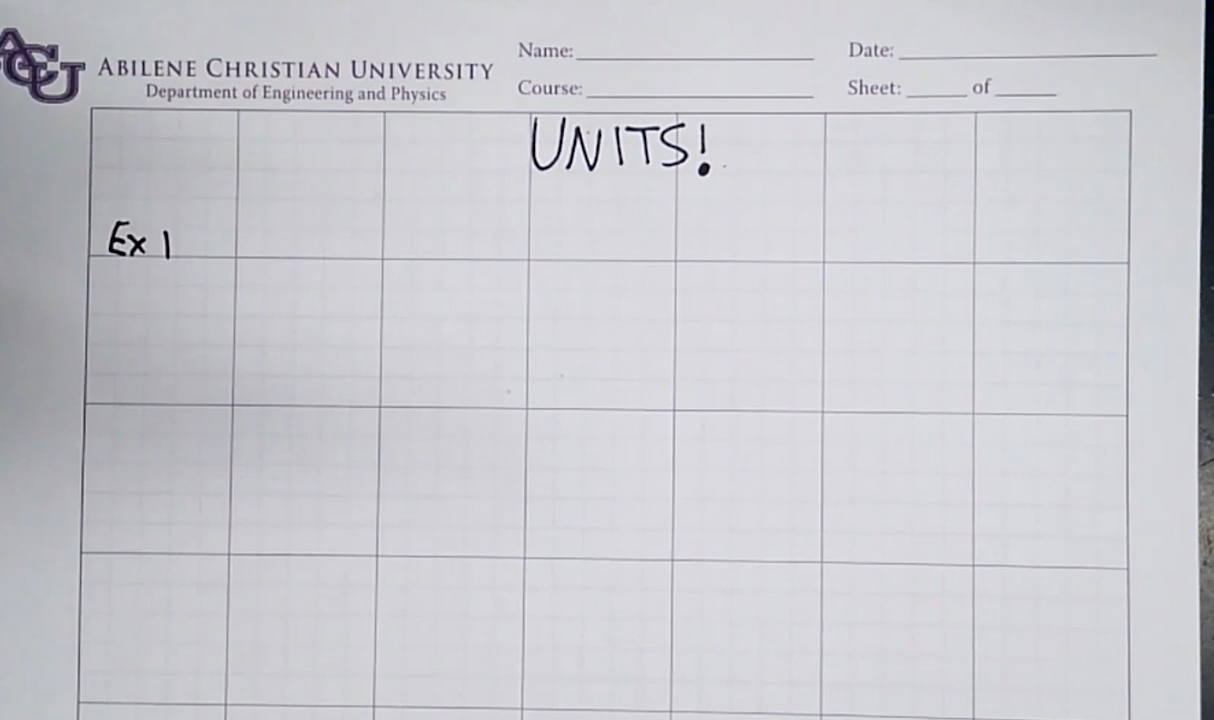 ACU
ABILENE CHRISTIAN UNIVERSITY
Department of Engineering and Physics
Name:
Course:
Date:
Sheet: of
UNITS!
Ex 1